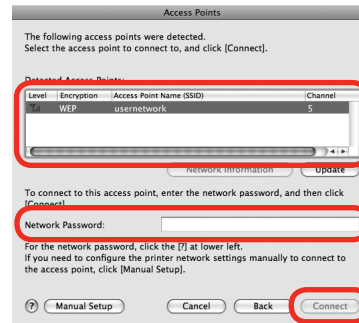 Access Points
The following access points were detected.
Select the access point to connect to, and click [Connect].
Detected Access Points:
Level Encryption Access Point Name (SSID) Channel
WEP usernetwork 5
Network Information Update
To connect to this access point, enter the network password, and then click
[Connect].
Network Password:
For the network password, click the [?] at lower left.
If you need to configure the printer network settings manually to connect to
the access point, click [Manual Setup].
? Manual Setup Cancel Back Connect